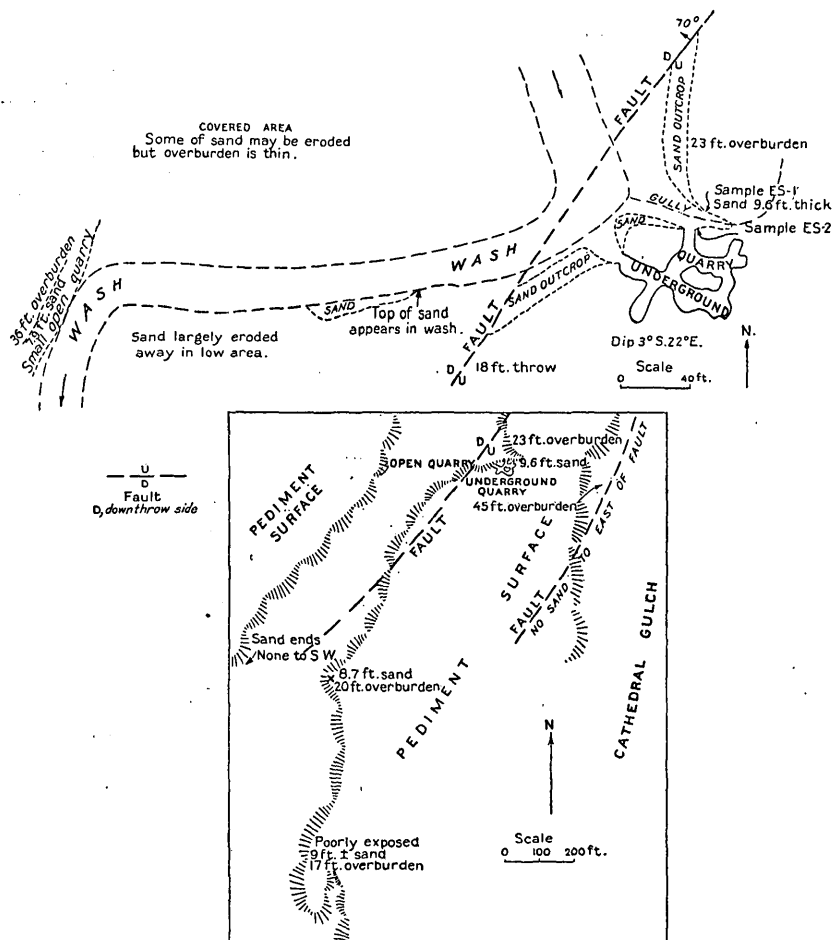 70°
D
U
FAULT
SAND OUTCROP
23 ft. overburden
COVERED AREA
Some of sand may be eroded
but overburden is thin.
Sample ES-1
Sand 9.6 ft. thick
GULLY
Sample ES-2
SAND
QUARRY
UNDERGROUND
WASH
36 ft. overburden
7.9 ft. sand
Small open quarry
WASH
SAND
Top of sand
appears in wash.
FAULT
SAND OUTCROP
Sand largely eroded
away in low area.
D
U
18 ft. throw
Dip 3° S.22°E.
Scale
0 40 ft.
N.
U
D
Fault
D, downthrow side
D
U
23 ft. overburden
OPEN QUARRY
9.6 ft. sand
UNDERGROUND
QUARRY
45 ft. overburden
PEDIMENT
SURFACE
FAULT
SURFACE
FAULT
NO SAND TO EAST OF FAULT
Sand ends
None to S W
8.7 ft. sand
20 ft. overburden
PEDIMENT
CATHEDRAL GULCH
N
Scale
0 100 200 ft.
Poorly exposed
9 ft. ± sand
17 ft. overburden